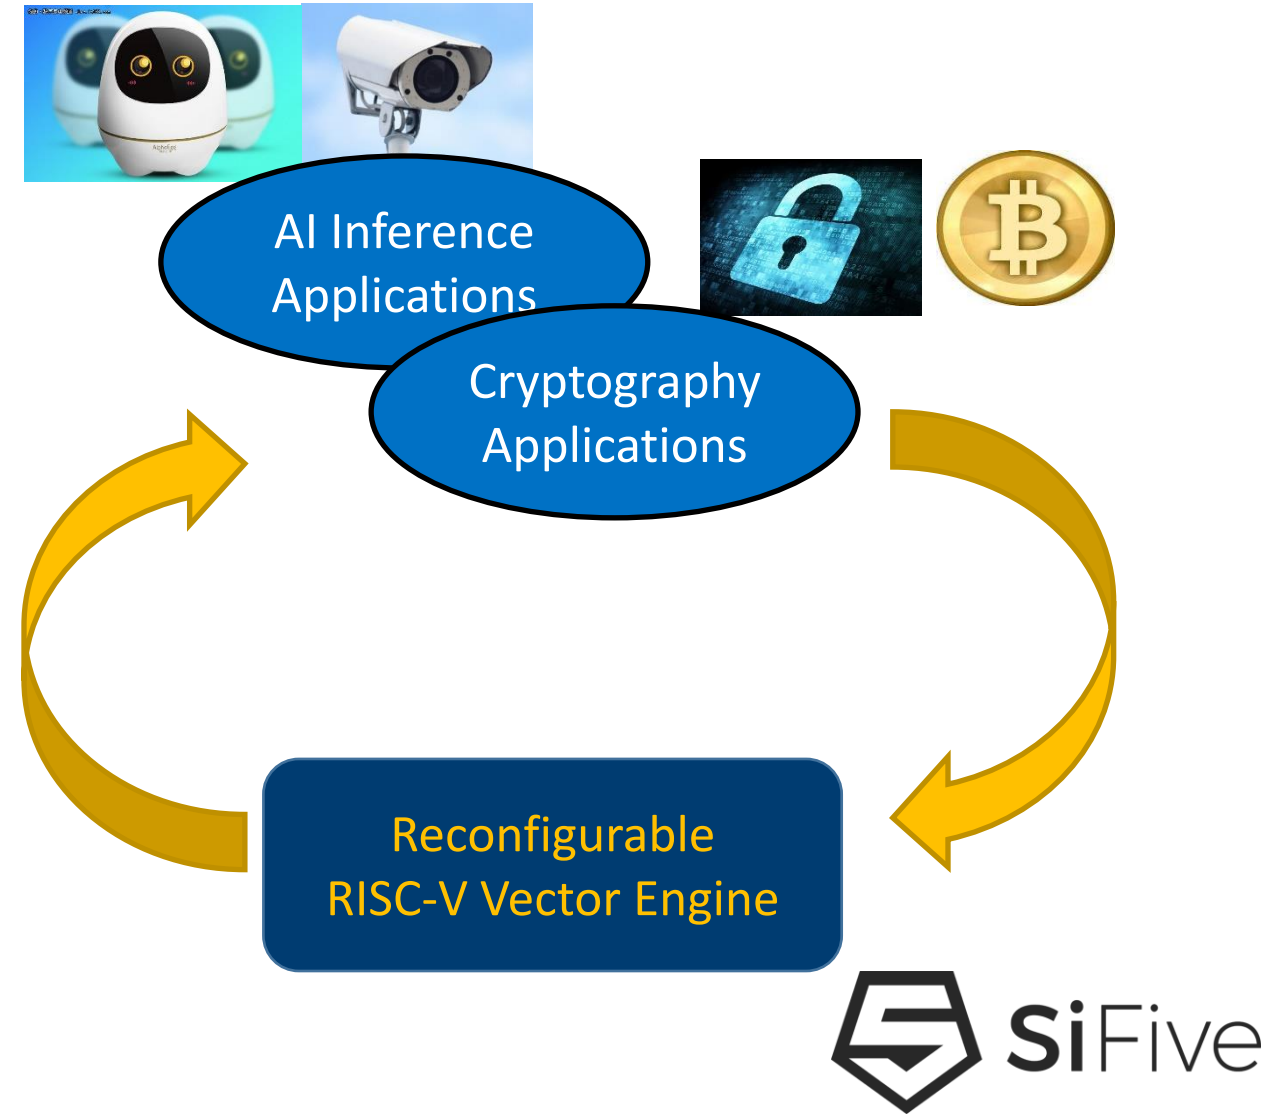 AI Inference
Applications
Cryptography
Applications
Reconfigurable
RISC-V Vector Engine
SiFive